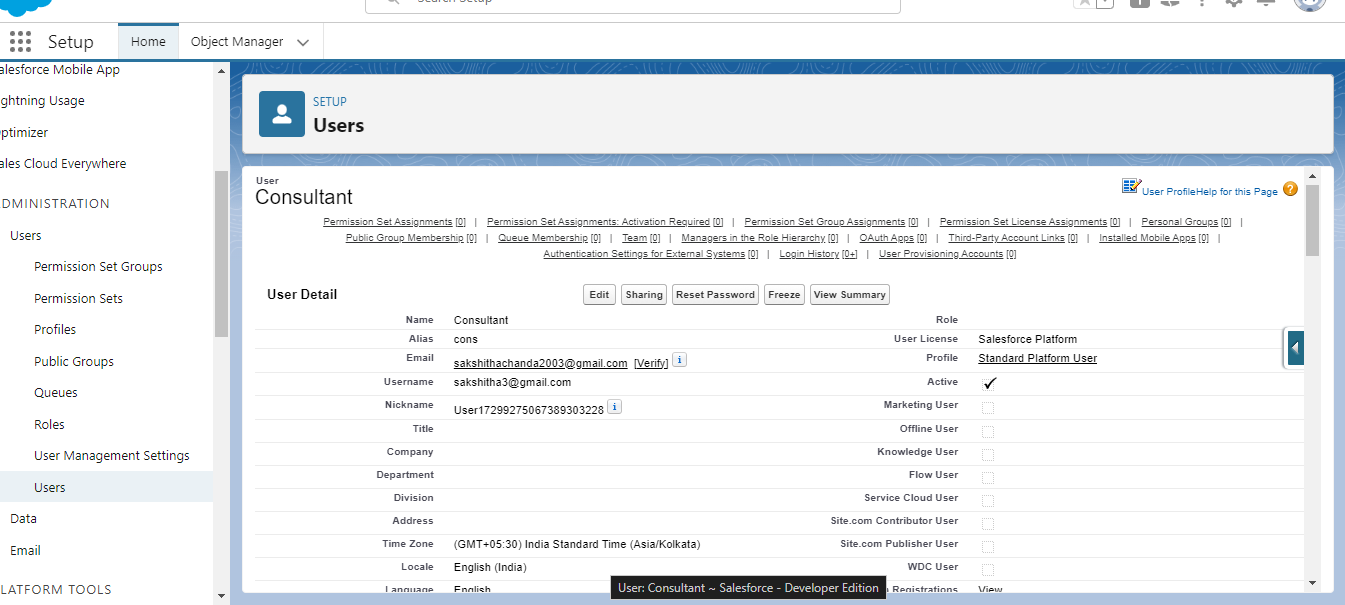 Search Setup
Setup Home Object Manager
alesforce Mobile App
ghtning Usage
ptimizer
ales Cloud Everywhere
DMINISTRATION
Users
Permission Set Groups
Permission Sets
Profiles
Public Groups
Queues
Roles
User Management Settings
Users
Data
Email
LATFORM TOOLS
SETUP
Users
User
Consultant
User Profile Help for this Page ?
Permission Set Assignments [0] | Permission Set Assignments: Activation Required [0] | Permission Set Group Assignments [0] | Permission Set License Assignments [0] | Personal Groups [0] |
Public Group Membership [0] | Queue Membership [0] | Team [0] | Managers in the Role Hierarchy [0] | OAuth Apps [0] | Third-Party Account Links [0] | Installed Mobile Apps [0] |
Authentication Settings for External Systems [0] | Login History [0+] | User Provisioning Accounts [0]
User Detail Edit Sharing Reset Password Freeze View Summary
Name Consultant Role
Alias cons User License Salesforce Platform
Email sakshithachanda2003@gmail.com [Verify] i Profile Standard Platform User
Username sakshitha3@gmail.com Active ✓
Nickname User17299275067389303228 i Marketing User
Title Offline User
Company Knowledge User
Department Flow User
Division Service Cloud User
Address Site.com Contributor User
Time Zone (GMT+05:30) India Standard Time (Asia/Kolkata) Site.com Publisher User
Locale English (India) WDC User
Language English Registrations View
User: Consultant ~ Salesforce - Developer Edition